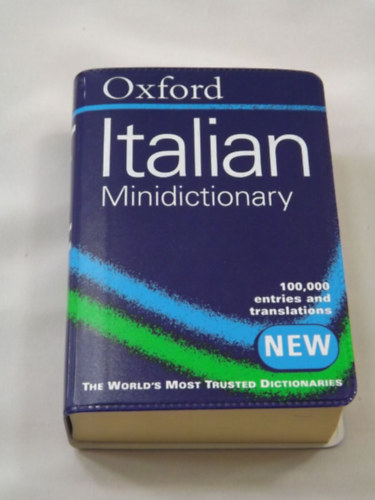 Oxford
Italian
Minidictionary
100,000
entries and
translations
NEW
THE WORLD'S MOST TRUSTED DICTIONARIES